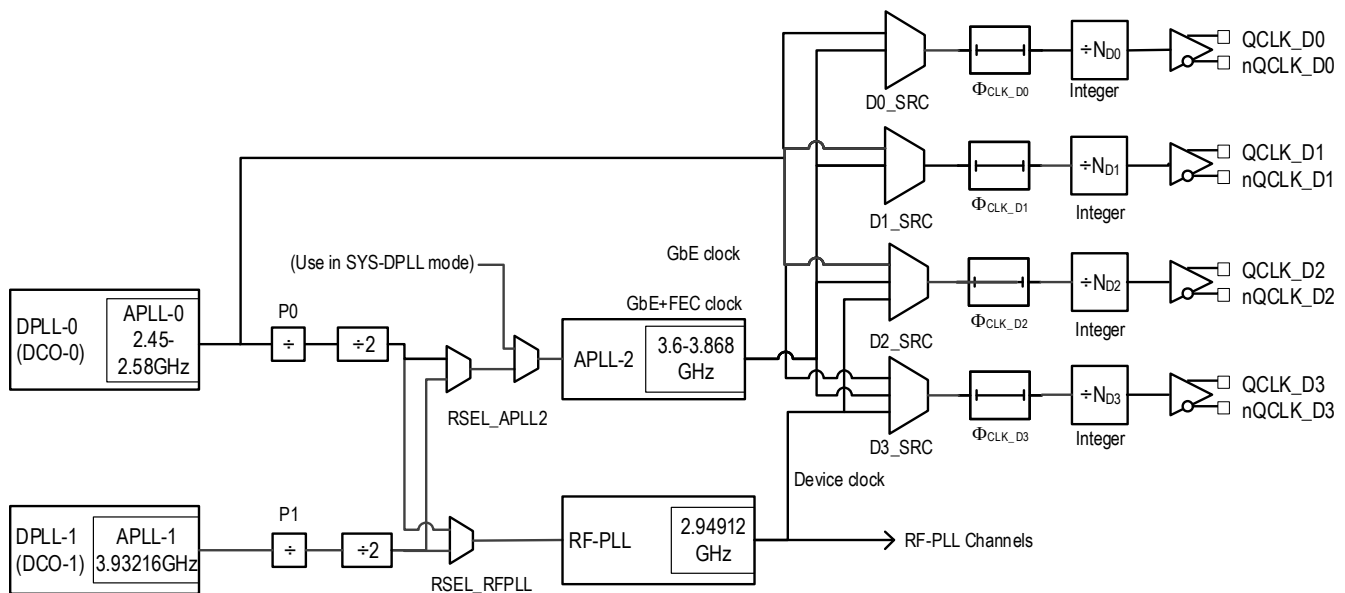 QCLK_D0
nQCLK_D0
D0_SRC
ΦCLK_D0
÷ND0
Integer
QCLK_D1
nQCLK_D1
D1_SRC
ΦCLK_D1
÷ND1
Integer
(Use in SYS-DPLL mode)
GbE clock
QCLK_D2
nQCLK_D2
D2_SRC
ΦCLK_D2
÷ND2
Integer
DPLL-0
(DCO-0)
APLL-0
2.45-
2.58GHz
P0
÷
÷2
RSEL_APLL2
GbE+FEC clock
APLL-2
3.6-3.868
GHz
QCLK_D3
nQCLK_D3
D3_SRC
ΦCLK_D3
÷ND3
Integer
Device clock
DPLL-1
(DCO-1)
APLL-1
3.93216GHz
P1
÷
÷2
RSEL_RFPLL
RF-PLL
2.94912
GHz
RF-PLL Channels